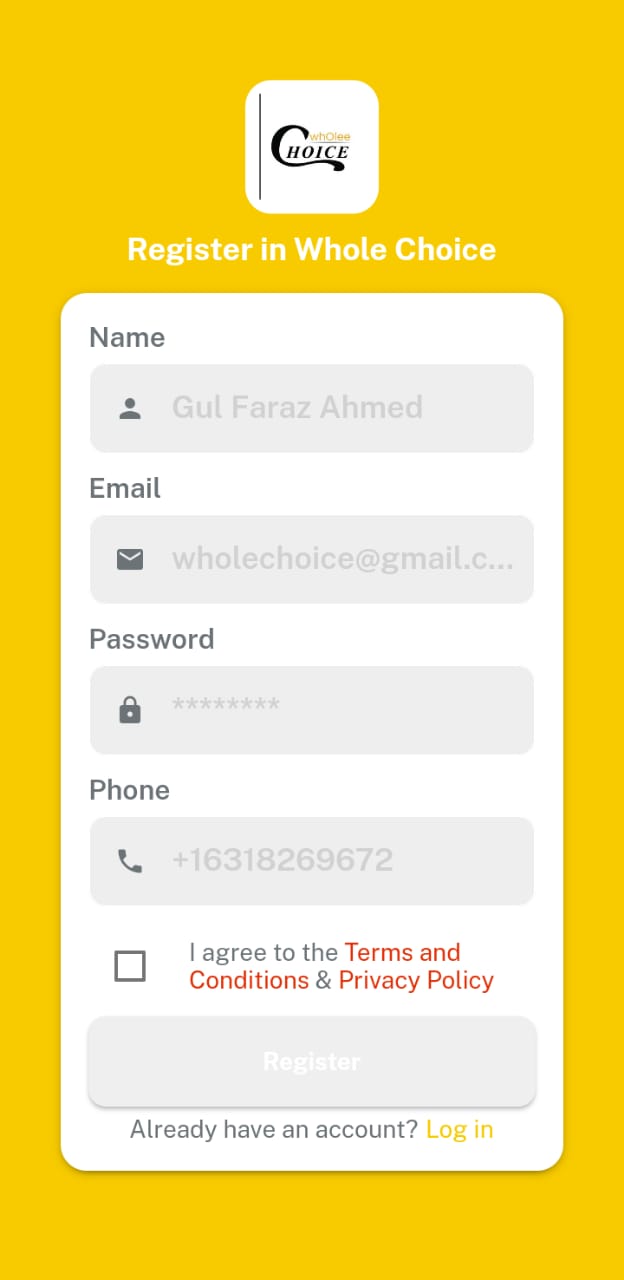 whOlee
CHOICE
Register in Whole Choice
Name
Gul Faraz Ahmed
Email
wholechoice@gmail.c...
Password
********
Phone
+16318269672
I agree to the Terms and
Conditions & Privacy Policy
Register
Already have an account? Log in